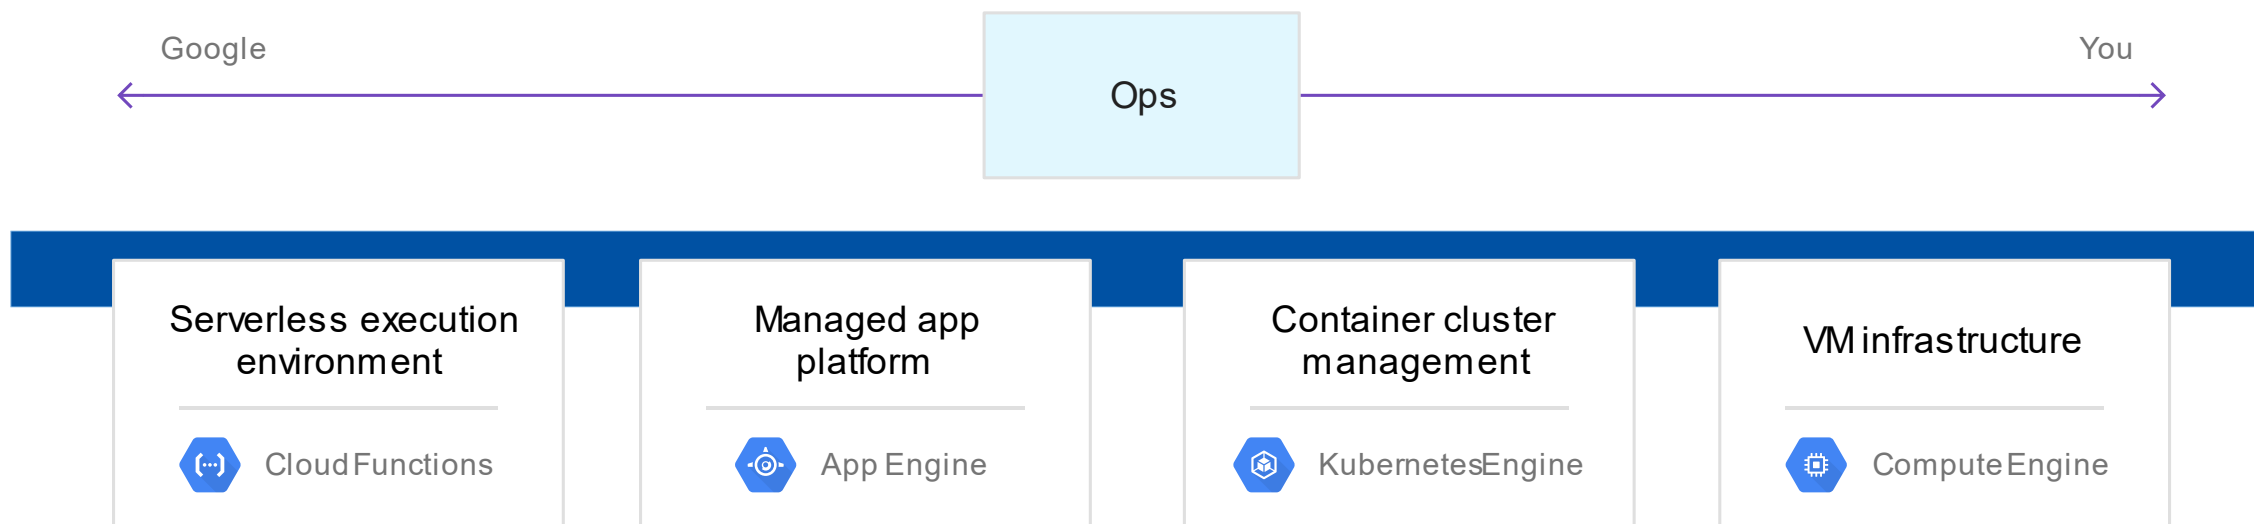 Google
Ops
You
Serverless execution
environment
Cloud Functions
Managed app
platform
App Engine
Container cluster
management
Kubernetes Engine
VM infrastructure
Compute Engine